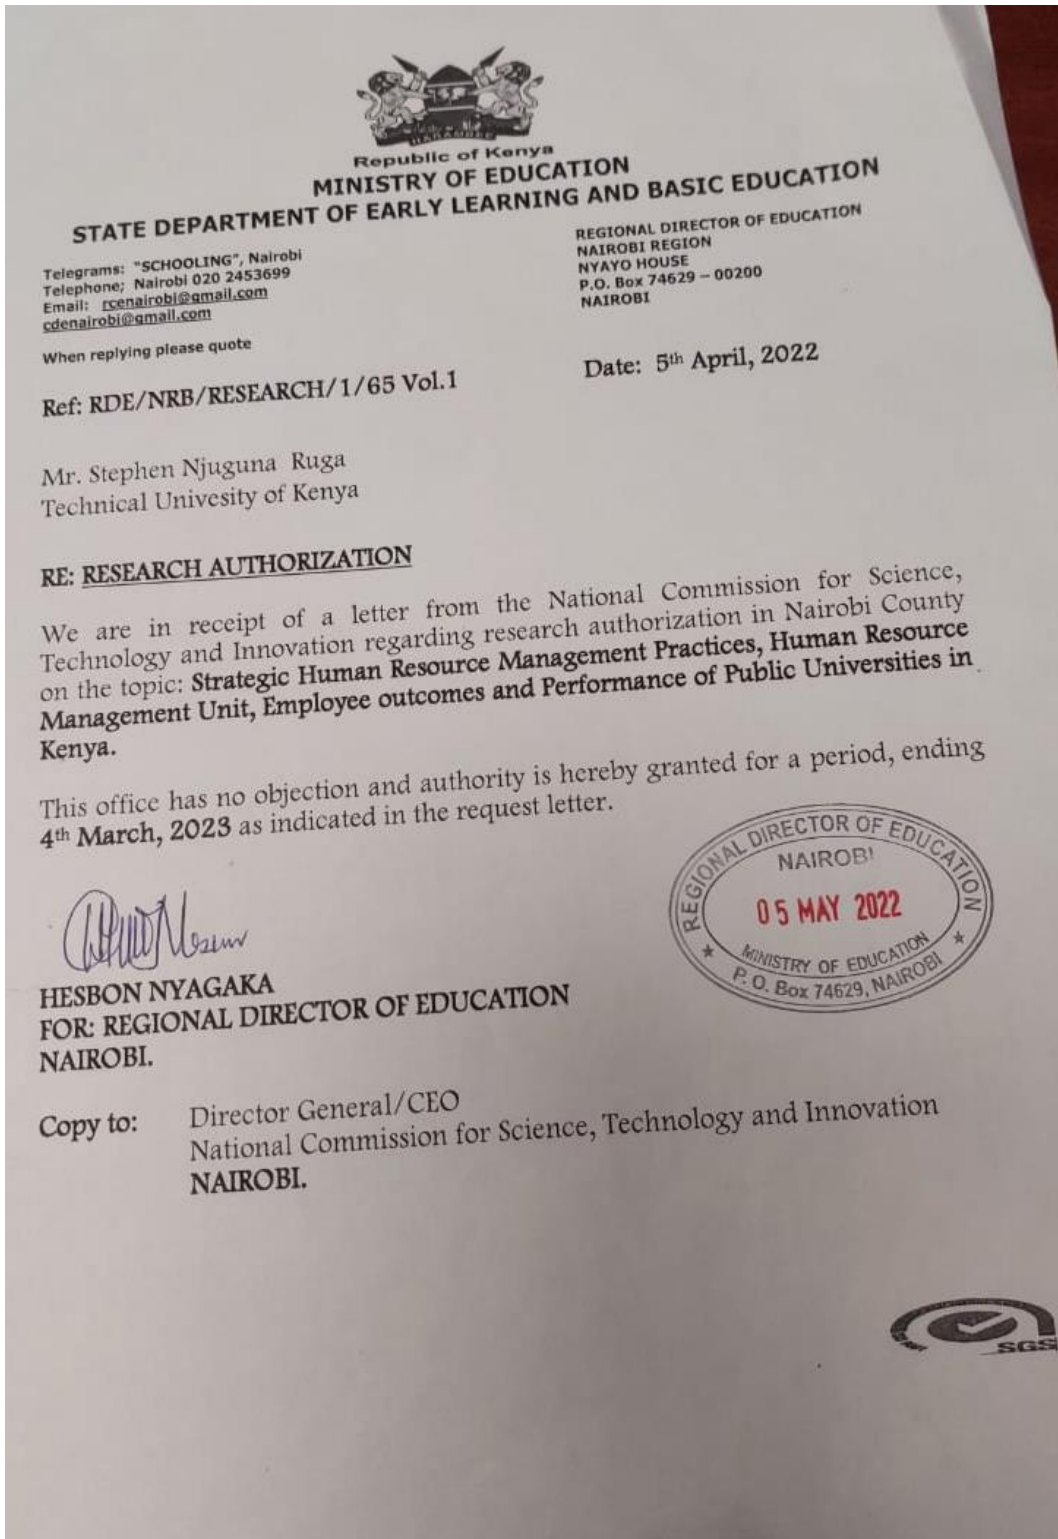 HARAMBEE
Republic of Kenya
MINISTRY OF EDUCATION
STATE DEPARTMENT OF EARLY LEARNING AND BASIC EDUCATION
Telegrams: "SCHOOLING", Nairobi
Telephone; Nairobi 020 2453699
Email: rcenairobi@gmail.com
cdenairobi@gmail.com
When replying please quote
REGIONAL DIRECTOR OF EDUCATION
NAIROBI REGION
NYAYO HOUSE
P.O. Box 74629 – 00200
NAIROBI
Ref: RDE/NRB/RESEARCH/1/65 Vol.1
Date: 5th April, 2022
Mr. Stephen Njuguna Ruga
Technical Univesity of Kenya
RE: RESEARCH AUTHORIZATION
We are in receipt of a letter from the National Commission for Science,
Technology and Innovation regarding research authorization in Nairobi County
on the topic: Strategic Human Resource Management Practices, Human Resource
Management Unit, Employee outcomes and Performance of Public Universities in
Kenya.
This office has no objection and authority is hereby granted for a period, ending
4th March, 2023 as indicated in the request letter.
REGIONAL DIRECTOR OF EDUCATION
NAIROBI
05 MAY 2022
MINISTRY OF EDUCATION
P. O. Box 74629, NAIROBI
HESBON NYAGAKA
FOR: REGIONAL DIRECTOR OF EDUCATION
NAIROBI.
Copy to: Director General/CEO
National Commission for Science, Technology and Innovation
NAIROBI.
SGS